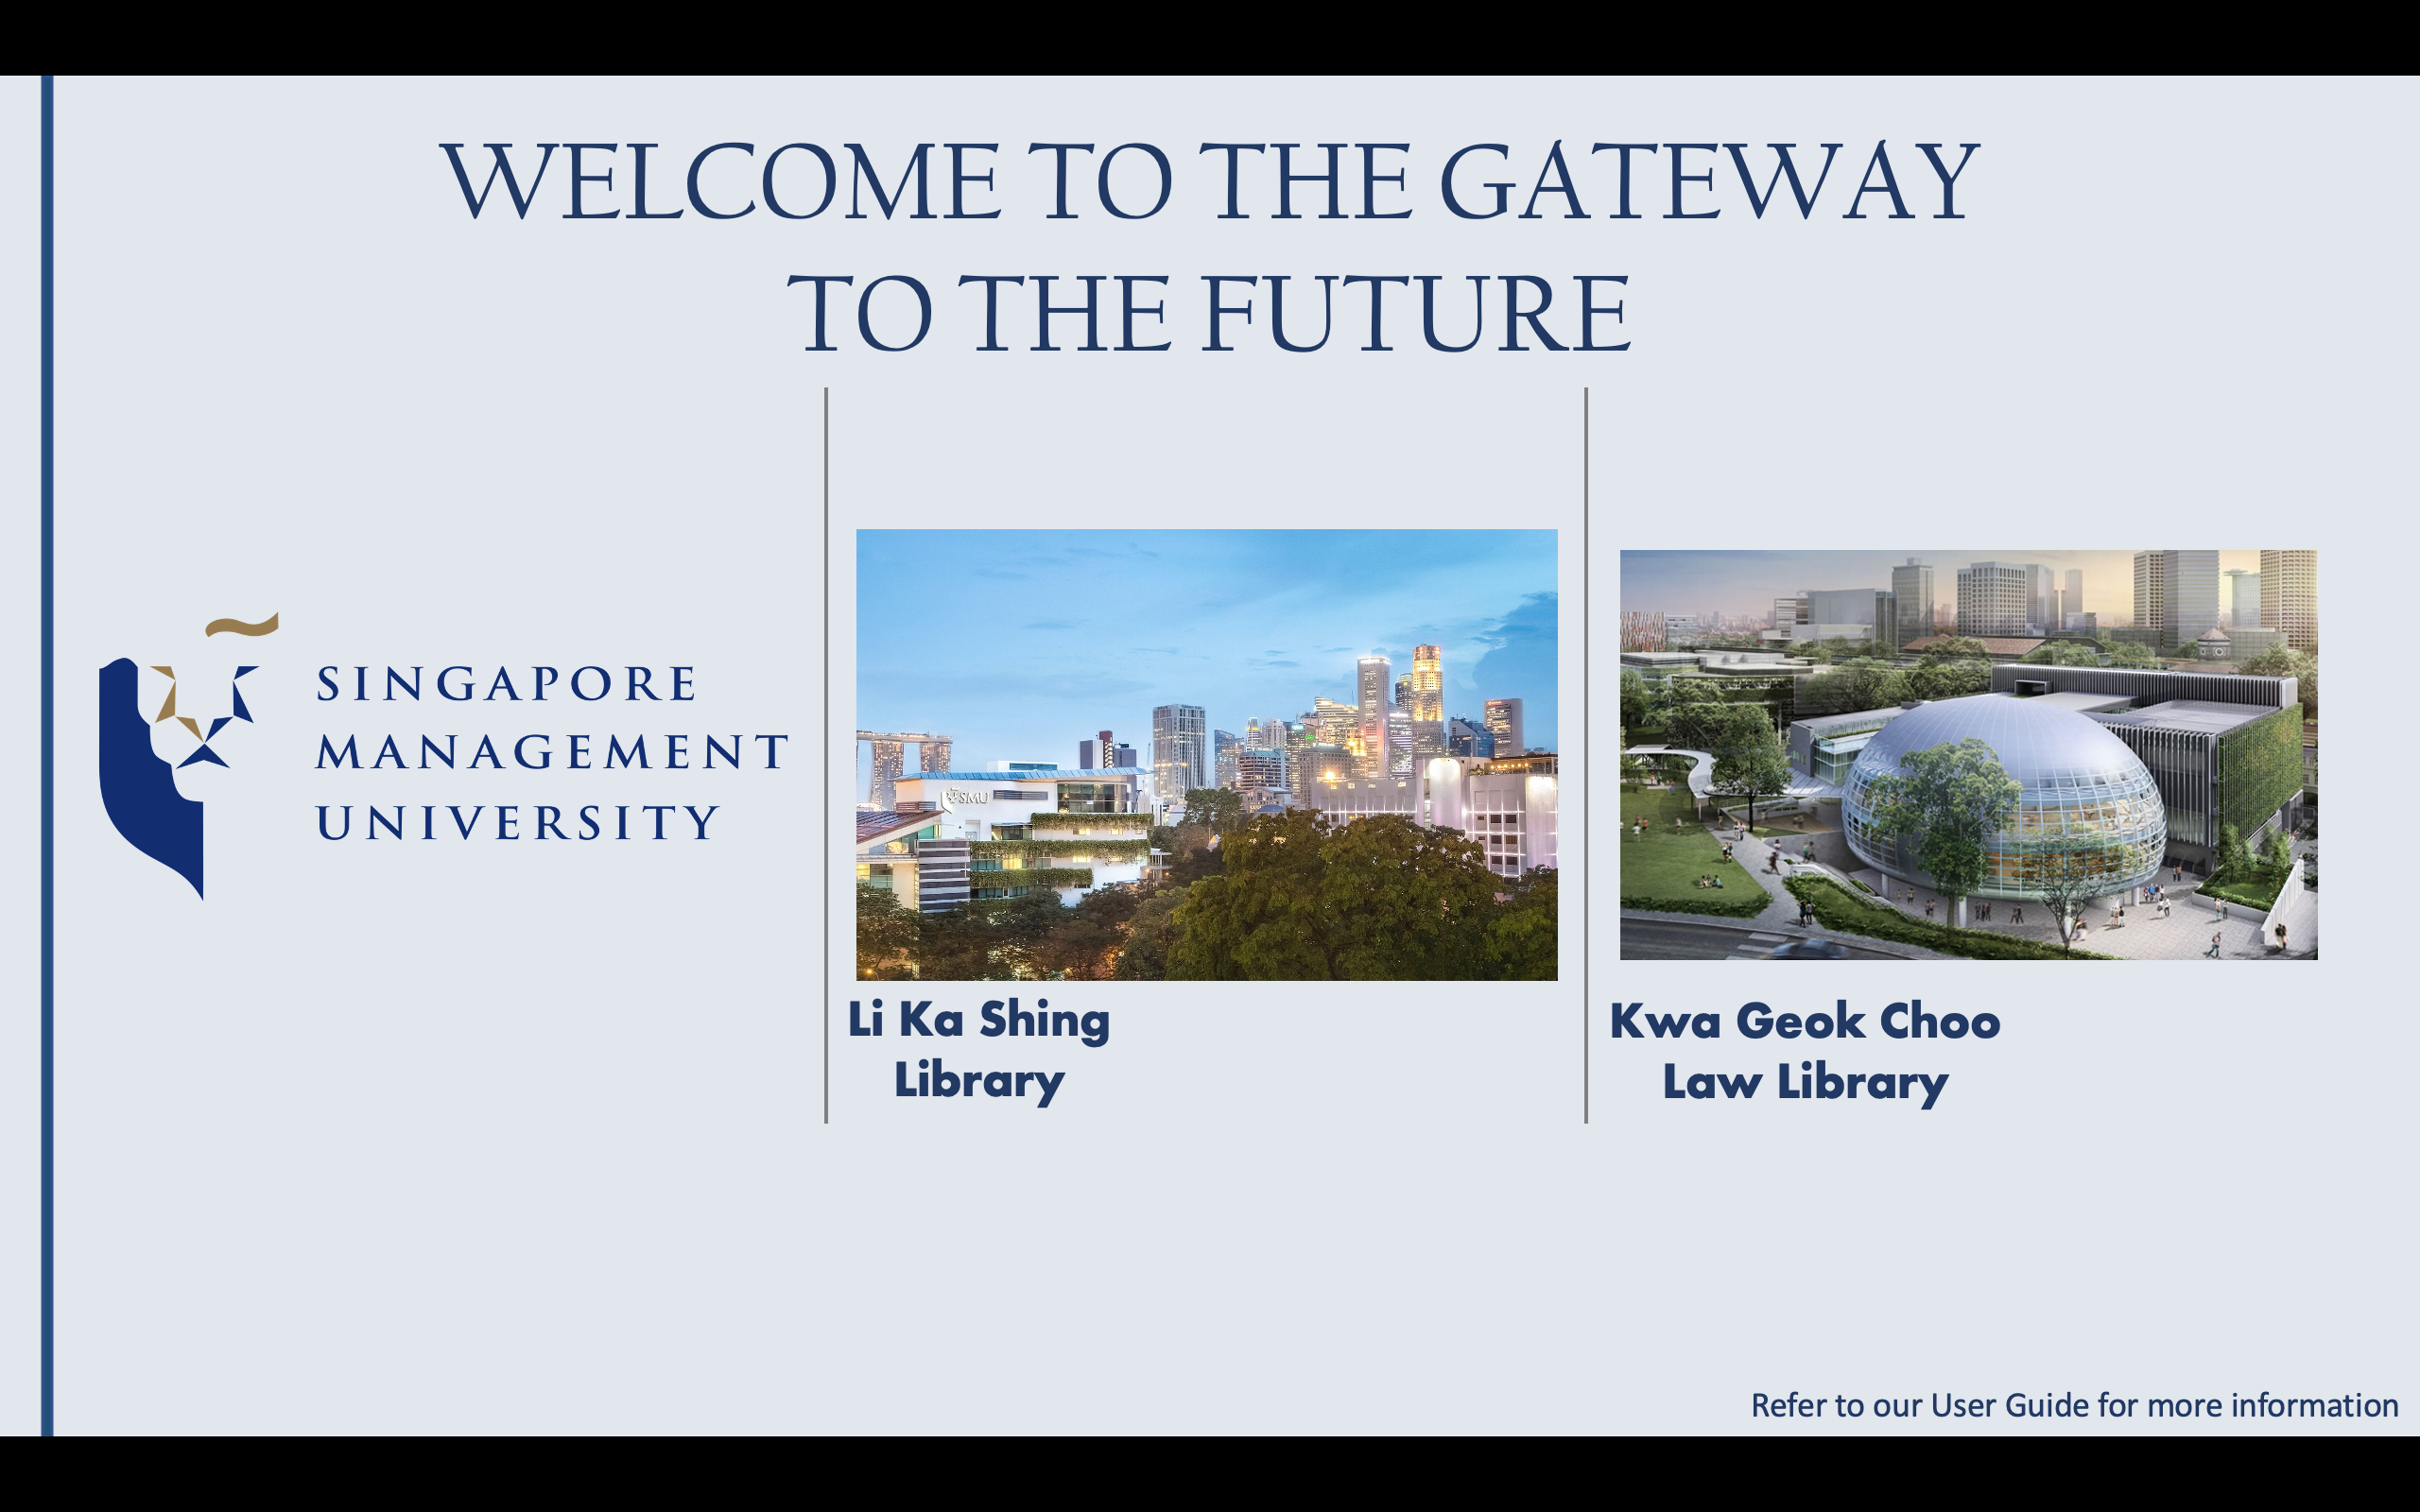 WELCOME TO THE GATEWAY
TO THE FUTURE
SINGAPORE
MANAGEMENT
UNIVERSITY
SMU
Li Ka Shing
Library
Kwa Geok Choo
Law Library
Refer to our User Guide for more information